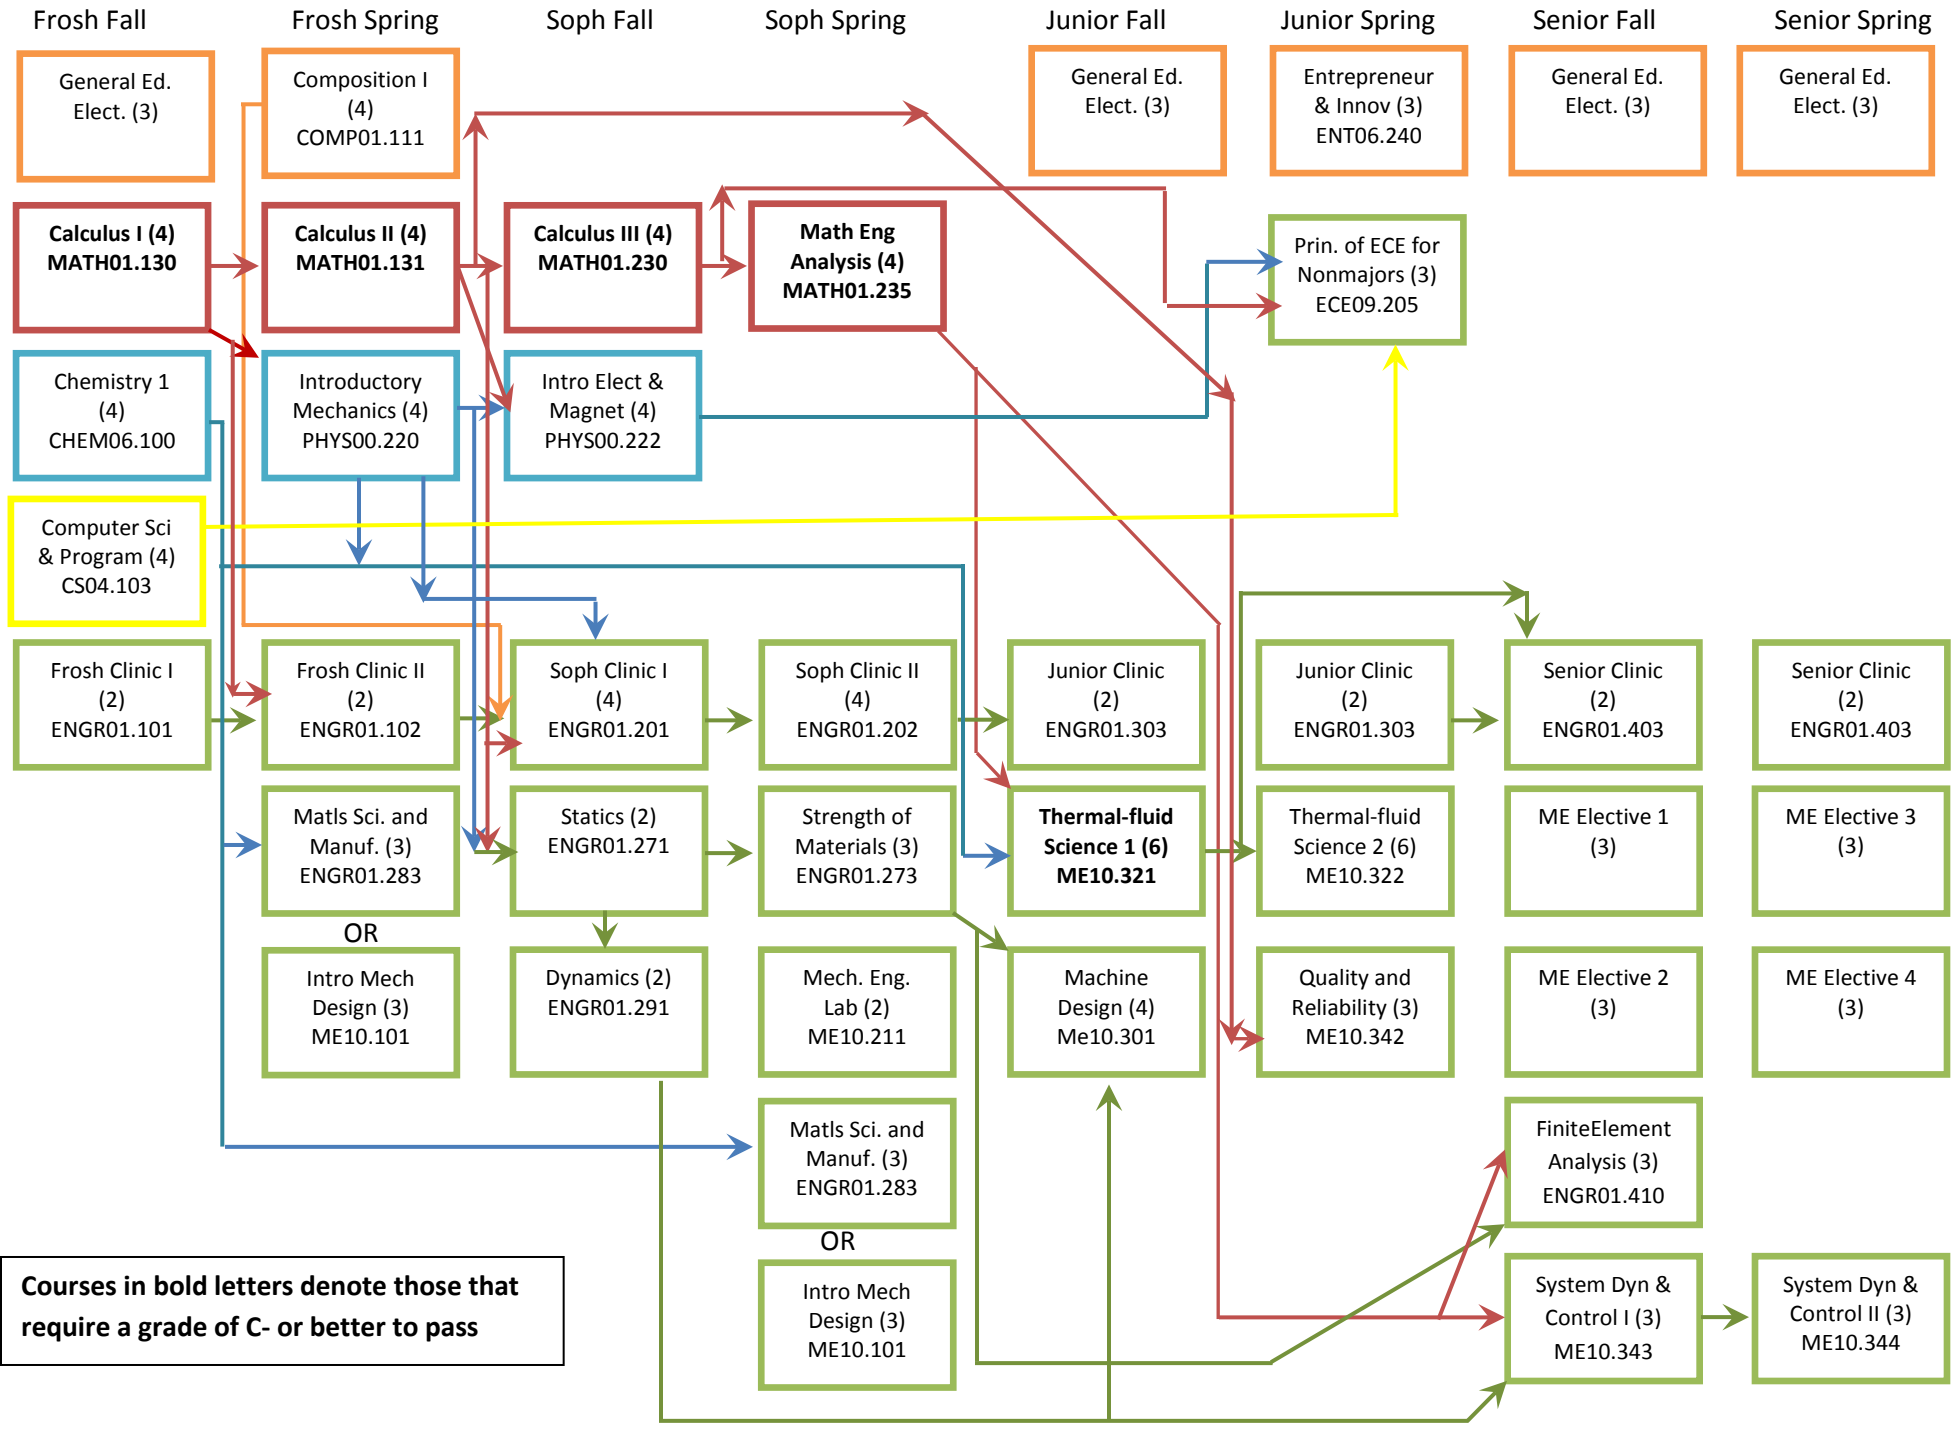 Frosh Fall
Frosh Spring
Soph Fall
Soph Spring
Junior Fall
Junior Spring
Senior Fall
Senior Spring
General Ed.
Elect. (3)
Composition I
(4)
COMP01.111
General Ed.
Elect. (3)
Entrepreneur
& Innov (3)
ENT06.240
General Ed.
Elect. (3)
General Ed.
Elect. (3)
Calculus I (4)
MATH01.130
Calculus II (4)
MATH01.131
Calculus III (4)
MATH01.230
Math Eng
Analysis (4)
MATH01.235
Prin. of ECE for
Nonmajors (3)
ECE09.205
Chemistry 1
(4)
CHEM06.100
Introductory
Mechanics (4)
PHYS00.220
Intro Elect &
Magnet (4)
PHYS00.222
Computer Sci
& Program (4)
CS04.103
Frosh Clinic I
(2)
ENGR01.101
Frosh Clinic II
(2)
ENGR01.102
Soph Clinic I
(4)
ENGR01.201
Soph Clinic II
(4)
ENGR01.202
Junior Clinic
(2)
ENGR01.303
Junior Clinic
(2)
ENGR01.303
Senior Clinic
(2)
ENGR01.403
Senior Clinic
(2)
ENGR01.403
Matls Sci. and
Manuf. (3)
ENGR01.283
Statics (2)
ENGR01.271
Strength of
Materials (3)
ENGR01.273
Thermal-fluid
Science 1 (6)
ME10.321
Thermal-fluid
Science 2 (6)
ME10.322
ME Elective 1
(3)
ME Elective 3
(3)
OR
Intro Mech
Design (3)
ME10.101
Dynamics (2)
ENGR01.291
Mech. Eng.
Lab (2)
ME10.211
Machine
Design (4)
Me10.301
Quality and
Reliability (3)
ME10.342
ME Elective 2
(3)
ME Elective 4
(3)
Matls Sci. and
Manuf. (3)
ENGR01.283
FiniteElement
Analysis (3)
ENGR01.410
OR
Intro Mech
Design (3)
ME10.101
System Dyn &
Control I (3)
ME10.343
System Dyn &
Control II (3)
ME10.344
Courses in bold letters denote those that
require a grade of C- or better to pass